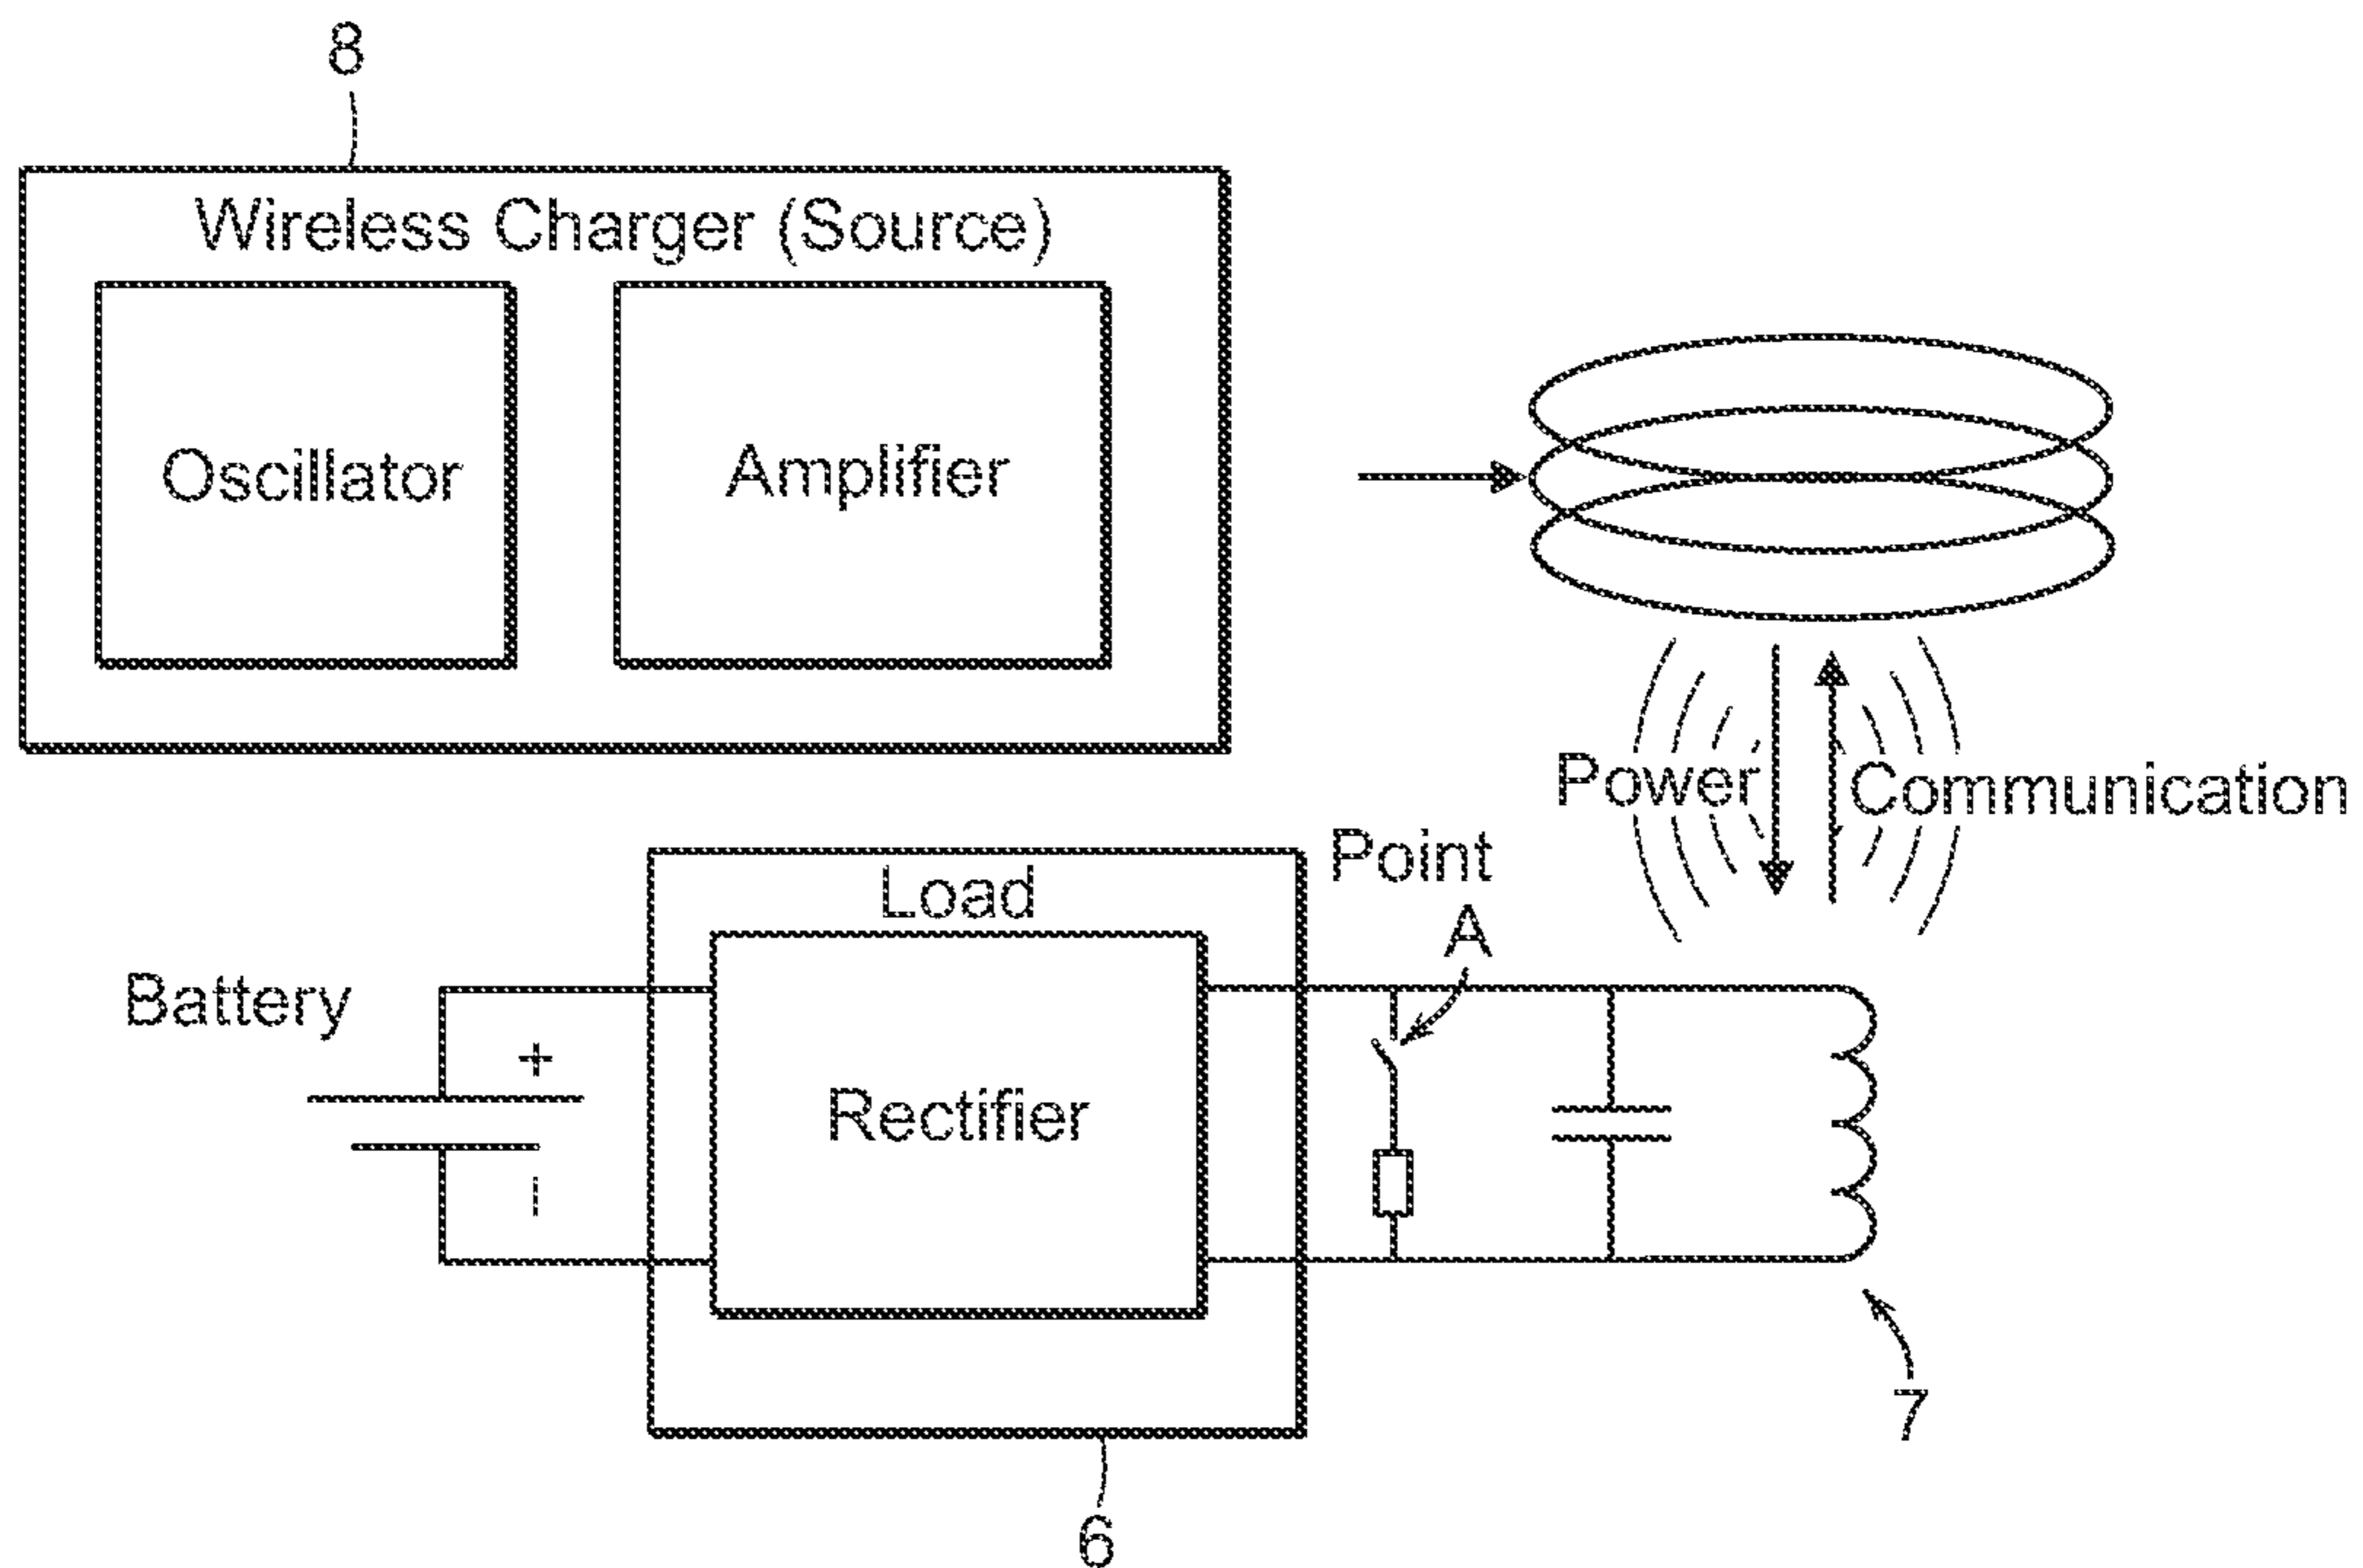 8
Wireless Charger (Source)
Oscillator
Amplifier
Power
Communication
Point
A
Load
Battery
+
Rectifier
−
7
6